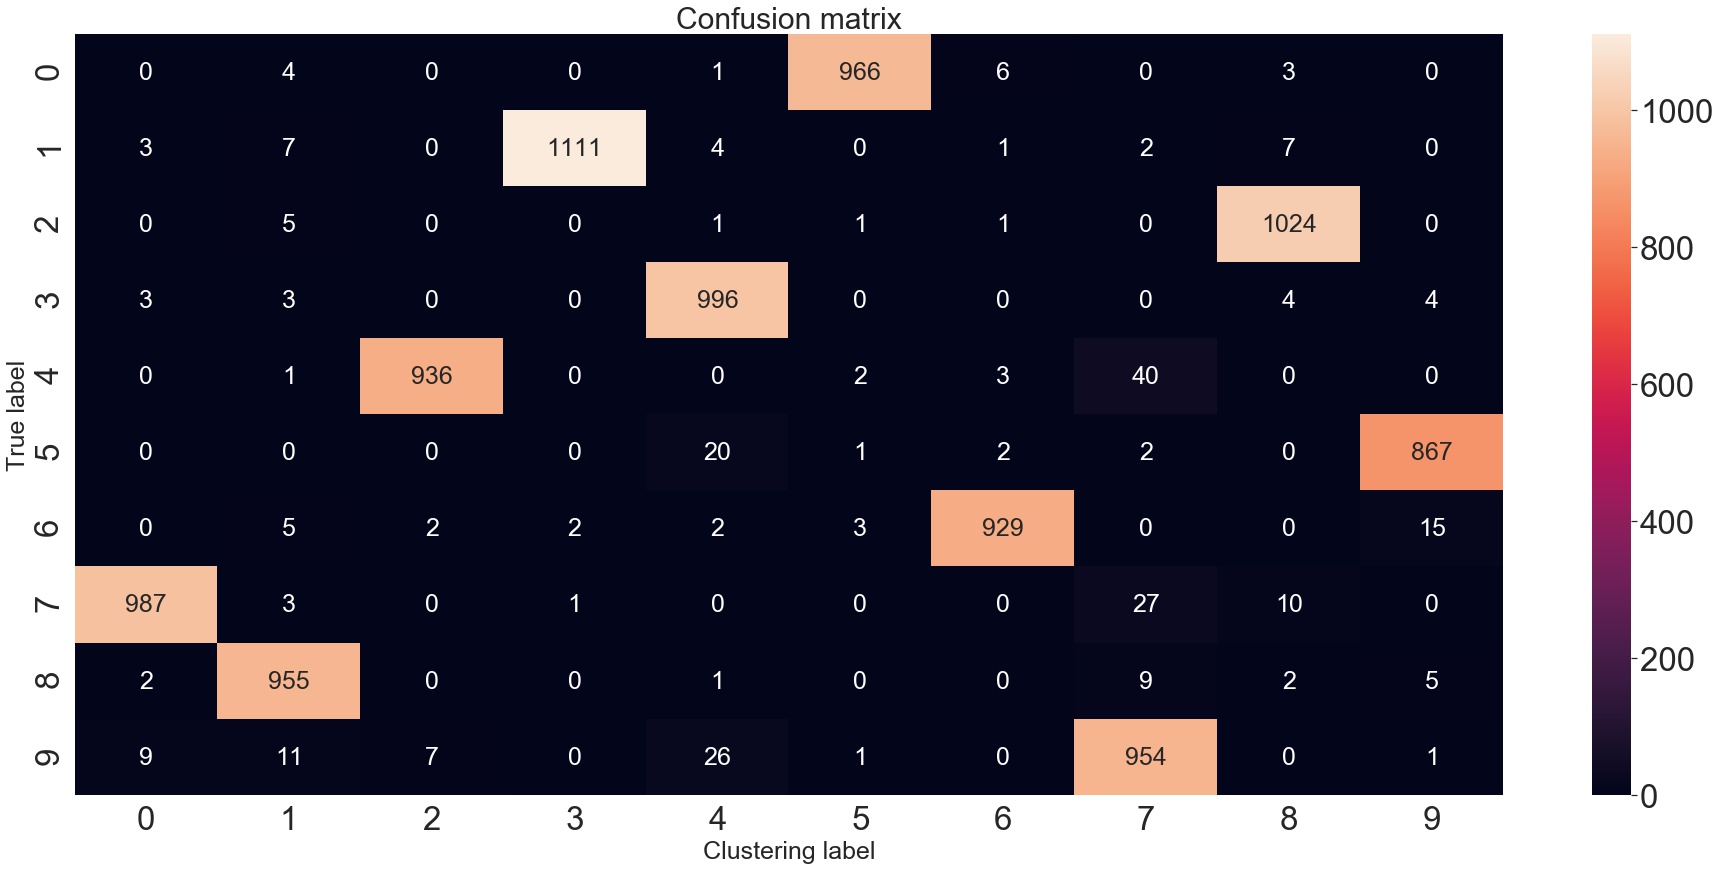 Confusion matrix
0 0 4 0 0 1 966 6 0 3 0
1 3 7 0 1111 4 0 1 2 7 0
2 0 5 0 0 1 1 1 0 1024 0
3 3 3 0 0 996 0 0 0 4 4
4 0 1 936 0 0 2 3 40 0 0
5 0 0 0 0 20 1 2 2 0 867
6 0 5 2 2 2 3 929 0 0 15
7 987 3 0 1 0 0 0 27 10 0
8 2 955 0 0 1 0 0 9 2 5
9 9 11 7 0 26 1 0 954 0 1
0 1 2 3 4 5 6 7 8 9
Clustering label
True label
1000
800
600
400
200
0